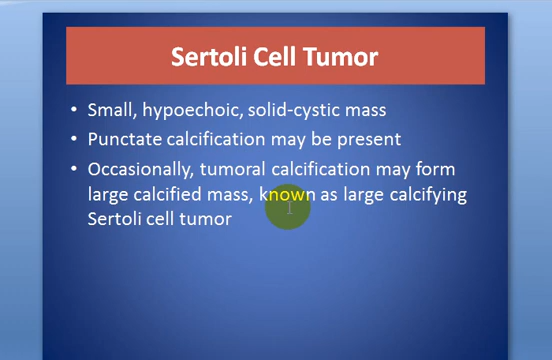 Sertoli Cell Tumor
• Small, hypoechoic, solid-cystic mass
• Punctate calcification may be present
• Occasionally, tumoral calcification may form
large calcified mass, known as large calcifying
Sertoli cell tumor